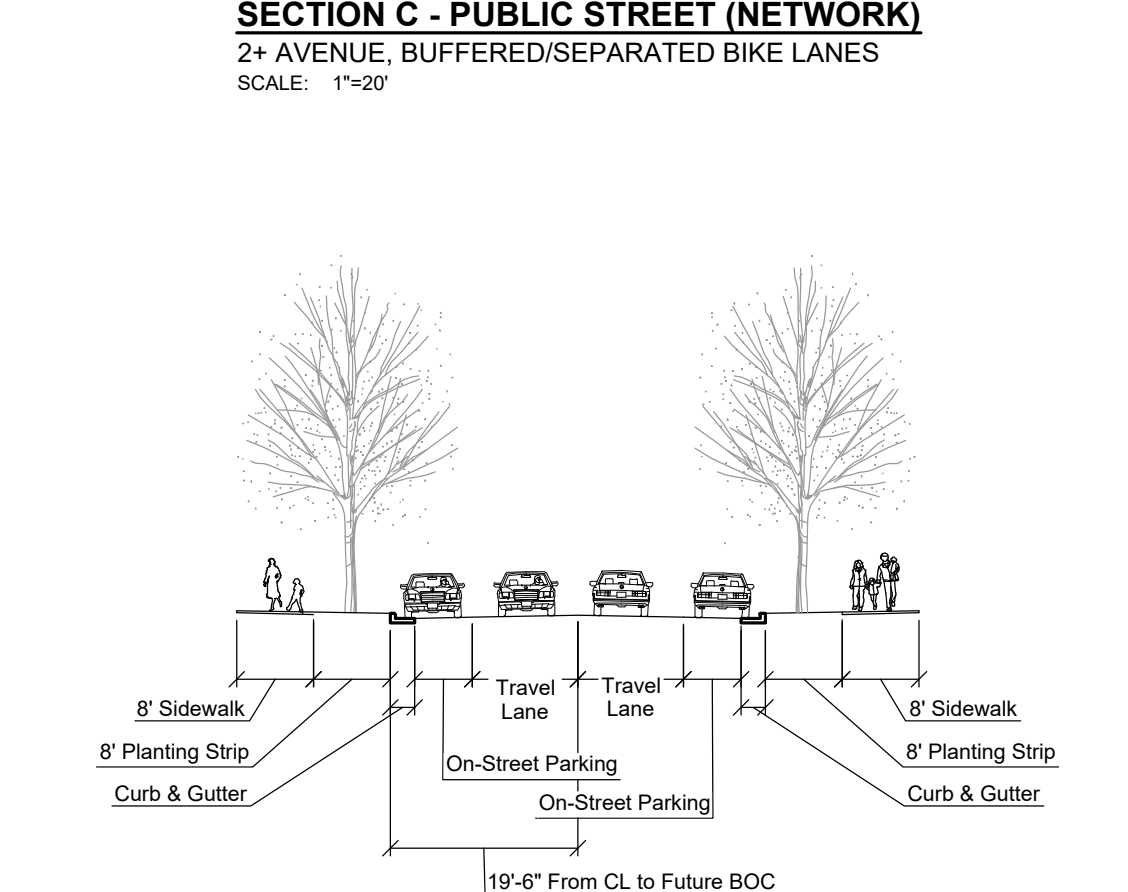 SECTION C - PUBLIC STREET (NETWORK)
2+ AVENUE, BUFFERED/SEPARATED BIKE LANES
SCALE: 1"=20'
Travel
Lane
Travel
Lane
8' Sidewalk
8' Sidewalk
8' Planting Strip
8' Planting Strip
On-Street Parking
Curb & Gutter
Curb & Gutter
On-Street Parking
19'-6" From CL to Future BOC